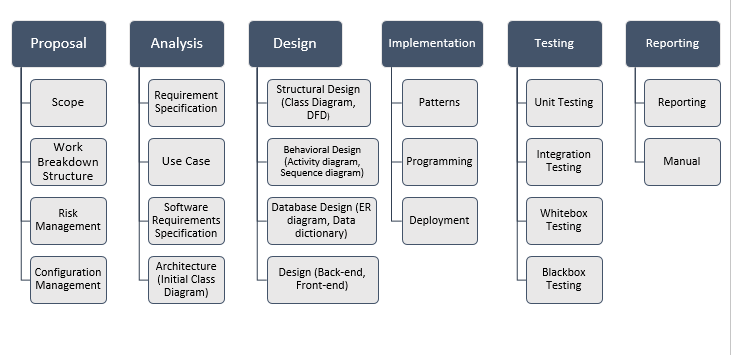 Proposal
Scope
Work
Breakdown
Structure
Risk
Management
Configuration
Management
Analysis
Requirement
Specification
Use Case
Software
Requirements
Specification
Architecture
(Initial Class
Diagram)
Design
Structural Design
(Class Diagram,
DFD)
Behavioral Design
(Activity diagram,
Sequence diagram)
Database Design (ER
diagram, Data
dictionary)
Design (Back-end,
Front-end)
Implementation
Patterns
Programming
Deployment
Testing
Unit Testing
Integration
Testing
Whitebox
Testing
Blackbox
Testing
Reporting
Reporting
Manual